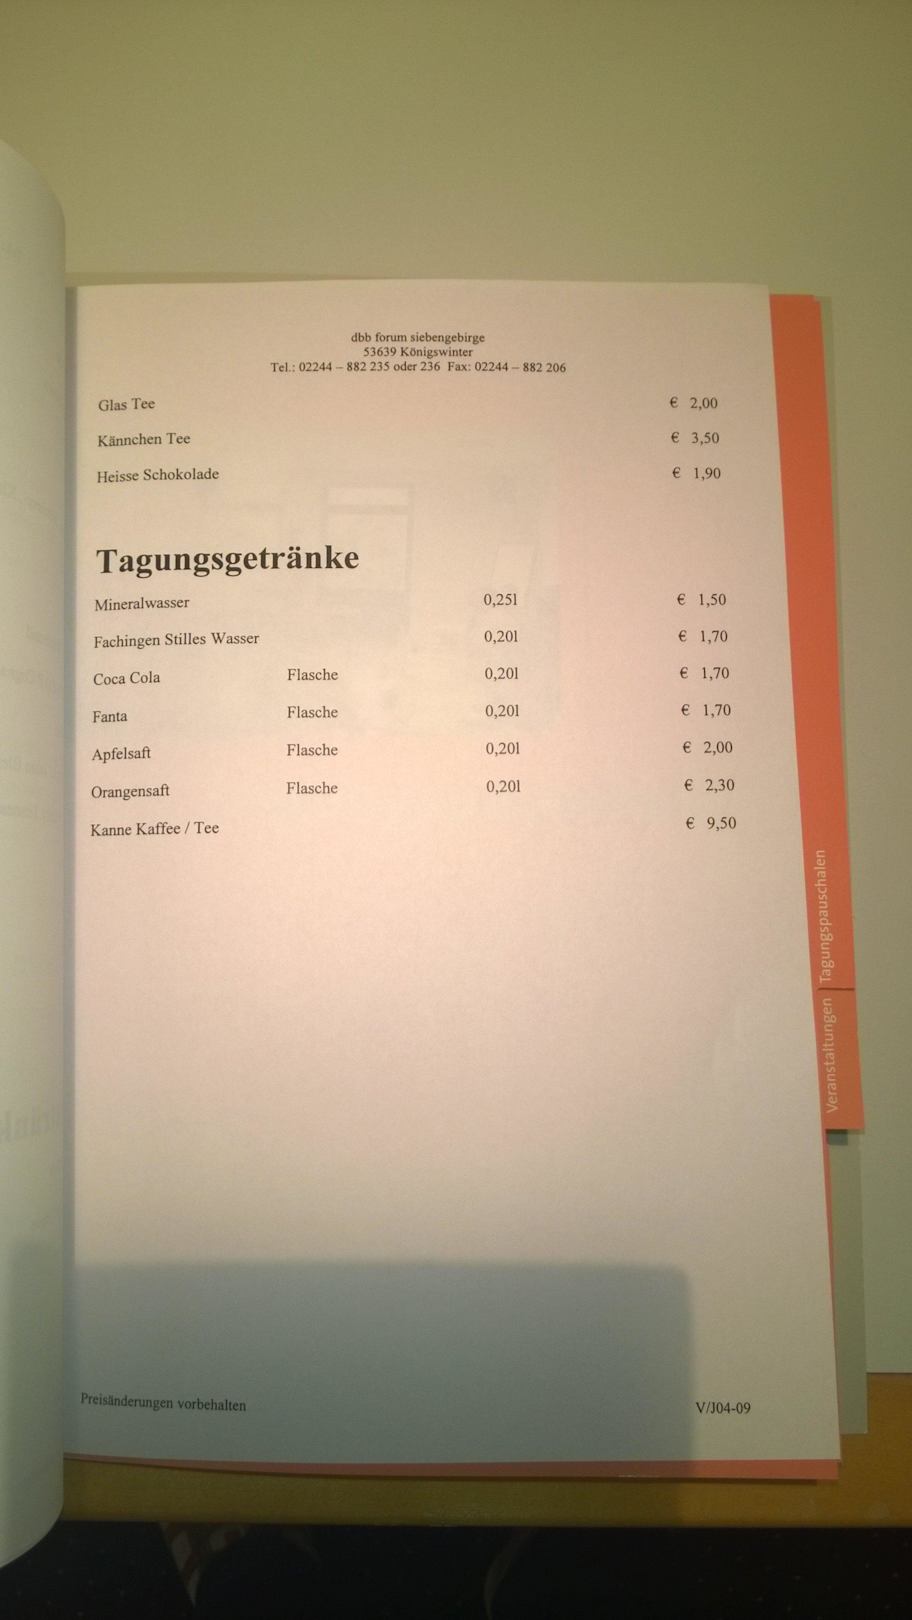 dbb forum siebengebirge
53639 Königswinter
Tel.: 02244 – 882 235 oder 236 Fax: 02244 – 882 206
Glas Tee € 2,00
Kännchen Tee € 3,50
Heisse Schokolade € 1,90
Tagungsgetränke
Mineralwasser 0,25l € 1,50
Fachingen Stilles Wasser 0,20l € 1,70
Coca Cola Flasche 0,20l € 1,70
Fanta Flasche 0,20l € 1,70
Apfelsaft Flasche 0,20l € 2,00
Orangensaft Flasche 0,20l € 2,30
Kanne Kaffee / Tee € 9,50
Preisänderungen vorbehalten V/J04-09
Veranstaltungen | Tagungspauschalen